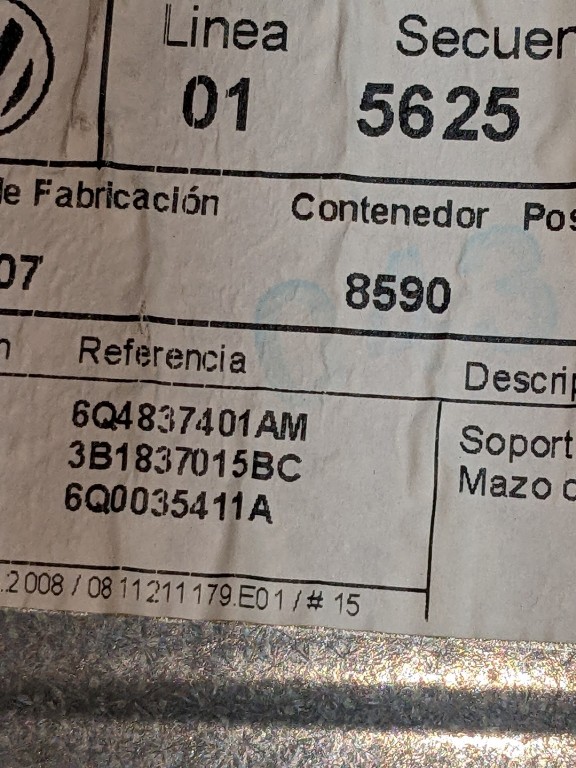 Linea Secuen
01 5625
de Fabricación Contenedor Pos
07 8590
n Referencia Descrip
6Q4837401AM Soport
3B1837015BC Mazo
6Q0035411A
.2008/0811211179.E01/# 15